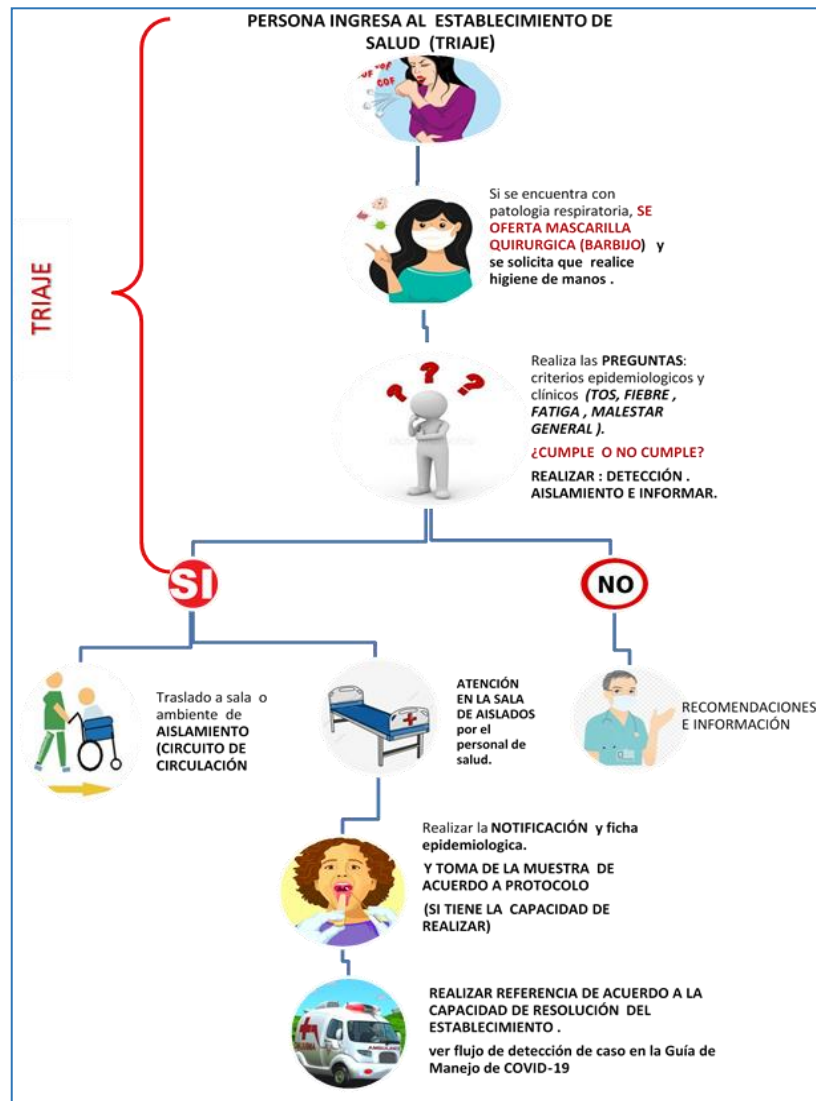 PERSONA INGRESA AL ESTABLECIMIENTO DE
SALUD (TRIAJE)
COF
TRIAJE
Si se encuentra con
patologia respiratoria, SE
OFERTA MASCARILLA
QUIRURGICA (BARBIJO) y
se solicita que realice
higiene de manos .
Realiza las PREGUNTAS:
criterios epidemiologicos y
clínicos (TOS, FIEBRE ,
FATIGA , MALESTAR
GENERAL ).
¿CUMPLE O NO CUMPLE?
REALIZAR : DETECCIÓN .
AISLAMIENTO E INFORMAR.
SI
NO
Traslado a sala o
ambiente de
AISLAMIENTO
(CIRCUITO DE
CIRCULACIÓN
ATENCIÓN
EN LA SALA
DE AISLADOS
por el
personal de
salud.
RECOMENDACIONES
E INFORMACIÓN
Realizar la NOTIFICACIÓN y ficha
epidemiologica.
Y TOMA DE LA MUESTRA DE
ACUERDO A PROTOCOLO
(SI TIENE LA CAPACIDAD DE
REALIZAR)
REALIZAR REFERENCIA DE ACUERDO A LA
CAPACIDAD DE RESOLUCIÓN DEL
ESTABLECIMIENTO .
ver flujo de detección de caso en la Guía de
Manejo de COVID-19